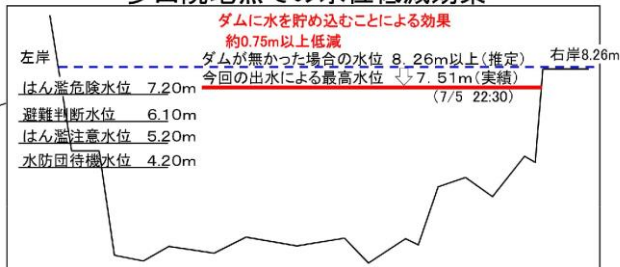 ダムに水を貯め込むことによる効果
約0.75m以上低減
左岸
ダムが無かった場合の水位 8.26m以上(推定)
右岸8.26m
はん濫危険水位 7.20m
今回の出水による最高水位 7.51m(実績)
(7/5 22:30)
避難判断水位 6.10m
はん濫注意水位 5.20m
水防団待機水位 4.20m